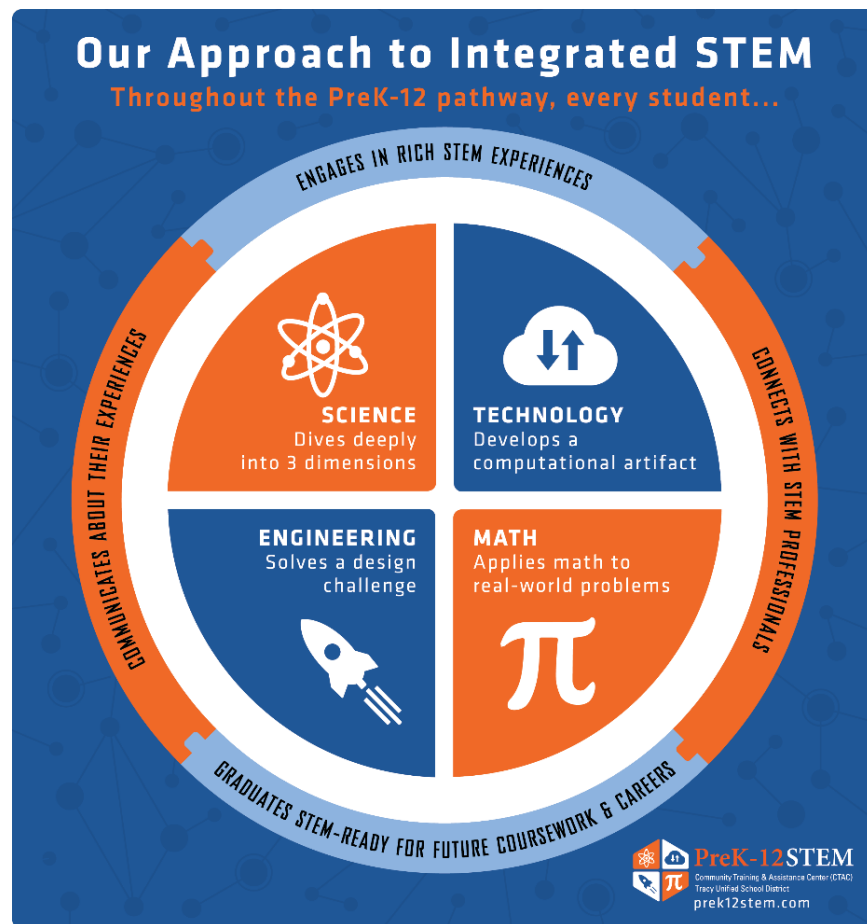 Our Approach to Integrated STEM
Throughout the PreK-12 pathway, every student...
ENGAGES IN RICH STEM EXPERIENCES
COMMUNICATES ABOUT THEIR EXPERIENCES
CONNECTS WITH STEM PROFESSIONALS
SCIENCE
Dives deeply
into 3 dimensions
TECHNOLOGY
Develops a
computational artifact
ENGINEERING
Solves a design
challenge
MATH
Applies math to
real-world problems
π
GRADUATES STEM-READY FOR FUTURE COURSEWORK & CAREERS
π
PreK-12STEM
Community Training & Assistance Center (CTAC)
Tracy Unified School District
prek12stem.com